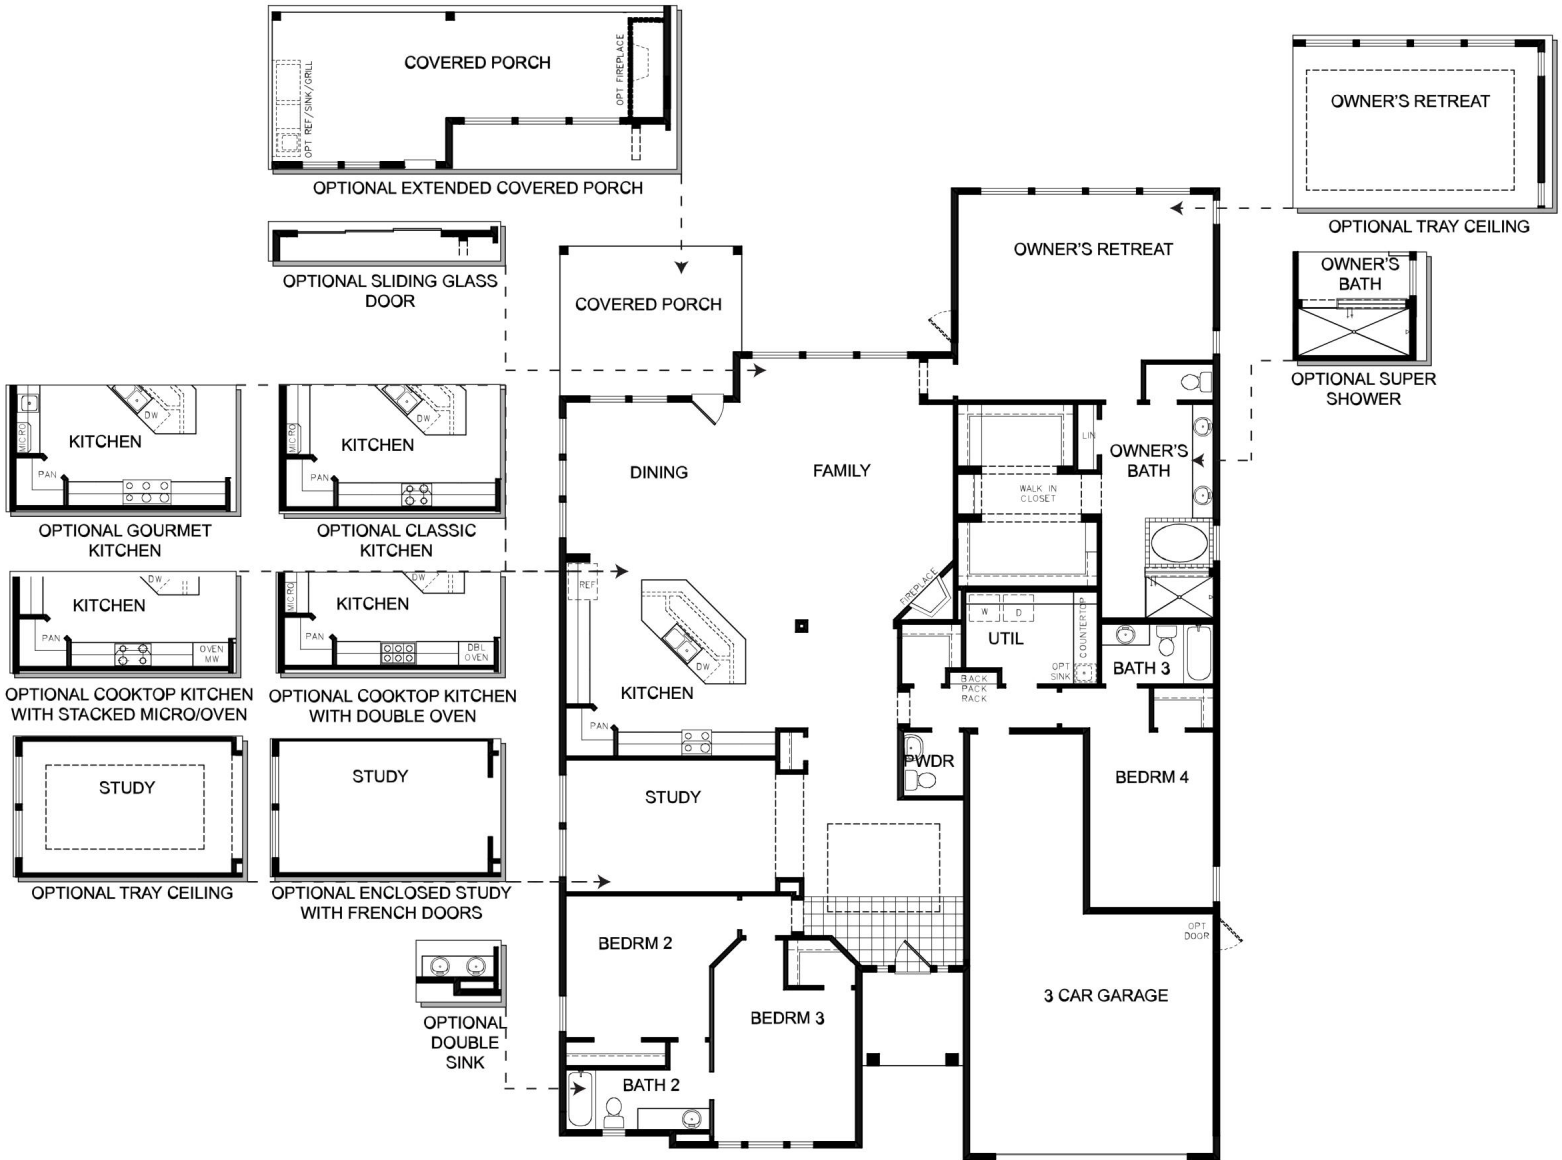 COVERED PORCH
OPT FIREPLACE
OPT REF/SINK/GRILL
OPTIONAL EXTENDED COVERED PORCH
OWNER'S RETREAT
OPTIONAL TRAY CEILING
OPTIONAL SLIDING GLASS
DOOR
OWNER'S
BATH
OPTIONAL SUPER
SHOWER
COVERED PORCH
OWNER'S RETREAT
MICRO
DW
KITCHEN
PAN
OPTIONAL GOURMET
KITCHEN
MICRO
DW
KITCHEN
PAN
OPTIONAL CLASSIC
KITCHEN
DW
KITCHEN
PAN
OVEN
MW
OPTIONAL COOKTOP KITCHEN
WITH STACKED MICRO/OVEN
MICRO
DW
KITCHEN
PAN
DBL
OVEN
OPTIONAL COOKTOP KITCHEN
WITH DOUBLE OVEN
STUDY
OPTIONAL TRAY CEILING
STUDY
OPTIONAL ENCLOSED STUDY
WITH FRENCH DOORS
OPTIONAL
DOUBLE
SINK
DINING
FAMILY
LIN
OWNER'S
BATH
WALK IN
CLOSET
REF
FIREPLACE
W
D
COUNTERTOP
UTIL
OPT
SINK
BATH 3
DW
KITCHEN
BACK
PACK
RACK
PAN
PWDR
BEDRM 4
STUDY
OPT
DOOR
BEDRM 2
3 CAR GARAGE
BEDRM 3
BATH 2